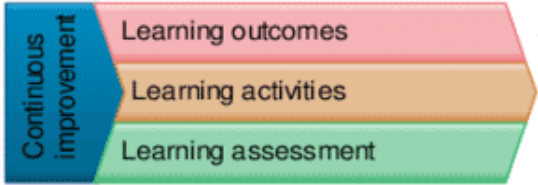 Continuous
improvement
Learning outcomes
Learning activities
Learning assessment